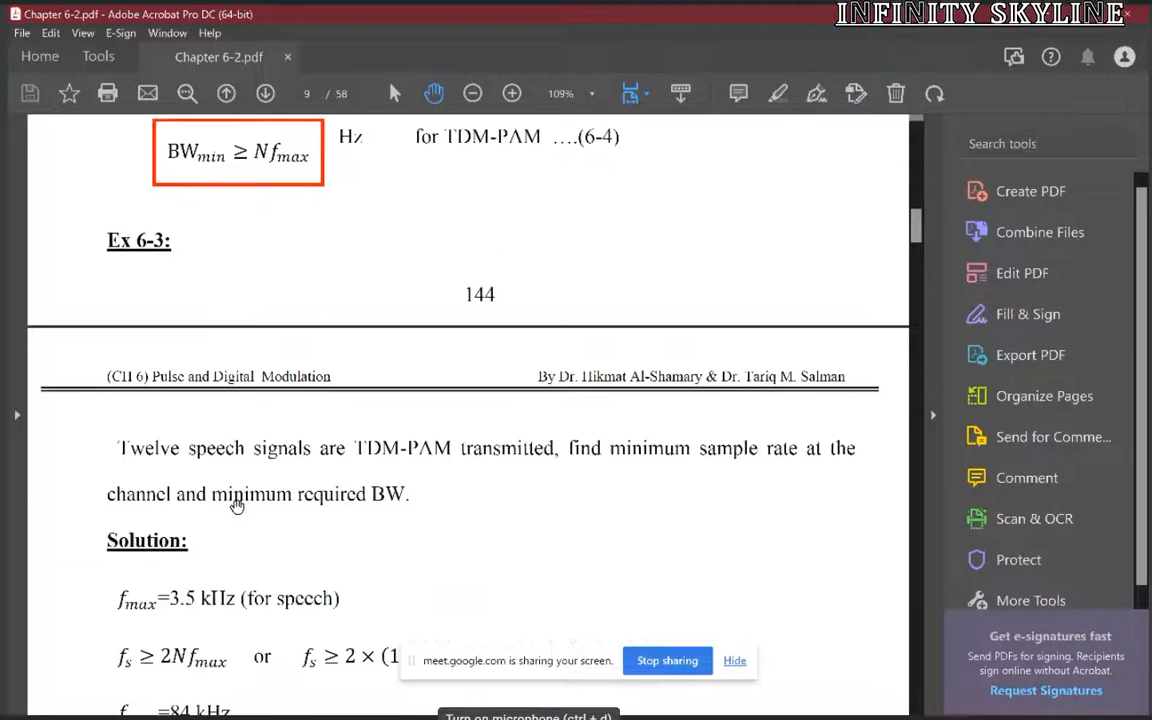 Chapter 6-2.pdf - Adobe Acrobat Pro DC (64-bit)
INFINITY SKYLINE
File Edit View E-Sign Window Help
Home Tools Chapter 6-2.pdf ×
9 / 58 109%
BW_min ≥ Nf_max Hz for TDM-PAM ….(6-4)
Ex 6-3:
144
(CH 6) Pulse and Digital Modulation By Dr. Hikmat Al-Shamary & Dr. Tariq M. Salman
Twelve speech signals are TDM-PAM transmitted, find minimum sample rate at the
channel and minimum required BW.
Solution:
f_max=3.5 kHz (for speech)
f_s ≥ 2Nf_max or f_s ≥ 2 × (1
=84 kHz
meet.google.com is sharing your screen. Stop sharing Hide
Turn on microphone (ctrl + d)
Search tools
Create PDF
Combine Files
Edit PDF
Fill & Sign
Export PDF
Organize Pages
Send for Comme...
Comment
Scan & OCR
Protect
More Tools
Get e-signatures fast
Send PDFs for signing. Recipients
sign online without Acrobat.
Request Signatures